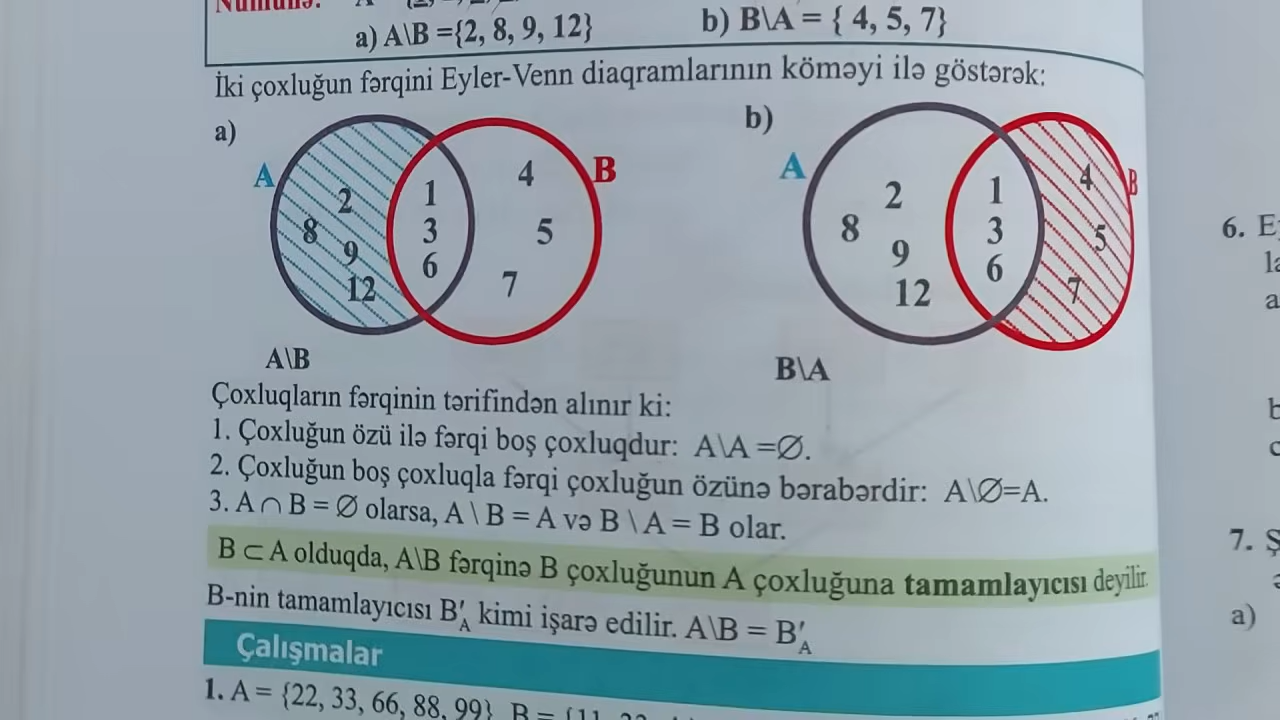 a) A\B ={2, 8, 9, 12} b) B\A = { 4, 5, 7}
İki çoxluğun fərqini Eyler-Venn diaqramlarının köməyi ilə göstərək:
a) b)
A B A B
2 8 9 12 1 3 6 4 5 7
2 8 9 12 1 3 6 4 5 7
A\B B\A
Çoxluqların fərqinin tərifindən alınır ki:
1. Çoxluğun özü ilə fərqi boş çoxluqdur: A\A =∅.
2. Çoxluğun boş çoxluqla fərqi çoxluğun özünə bərabərdir: A\∅=A.
3. A ∩ B = ∅ olarsa, A \ B = A və B \ A = B olar.
B ⊂ A olduqda, A\B fərqinə B çoxluğunun A çoxluğuna tamamlayıcısı deyilir.
B-nin tamamlayıcısı B′_A kimi işarə edilir. A\B = B′_A
Çalışmalar
1. A = {22, 33, 66, 88, 99} B = {11,
6.
7. Ş
a)